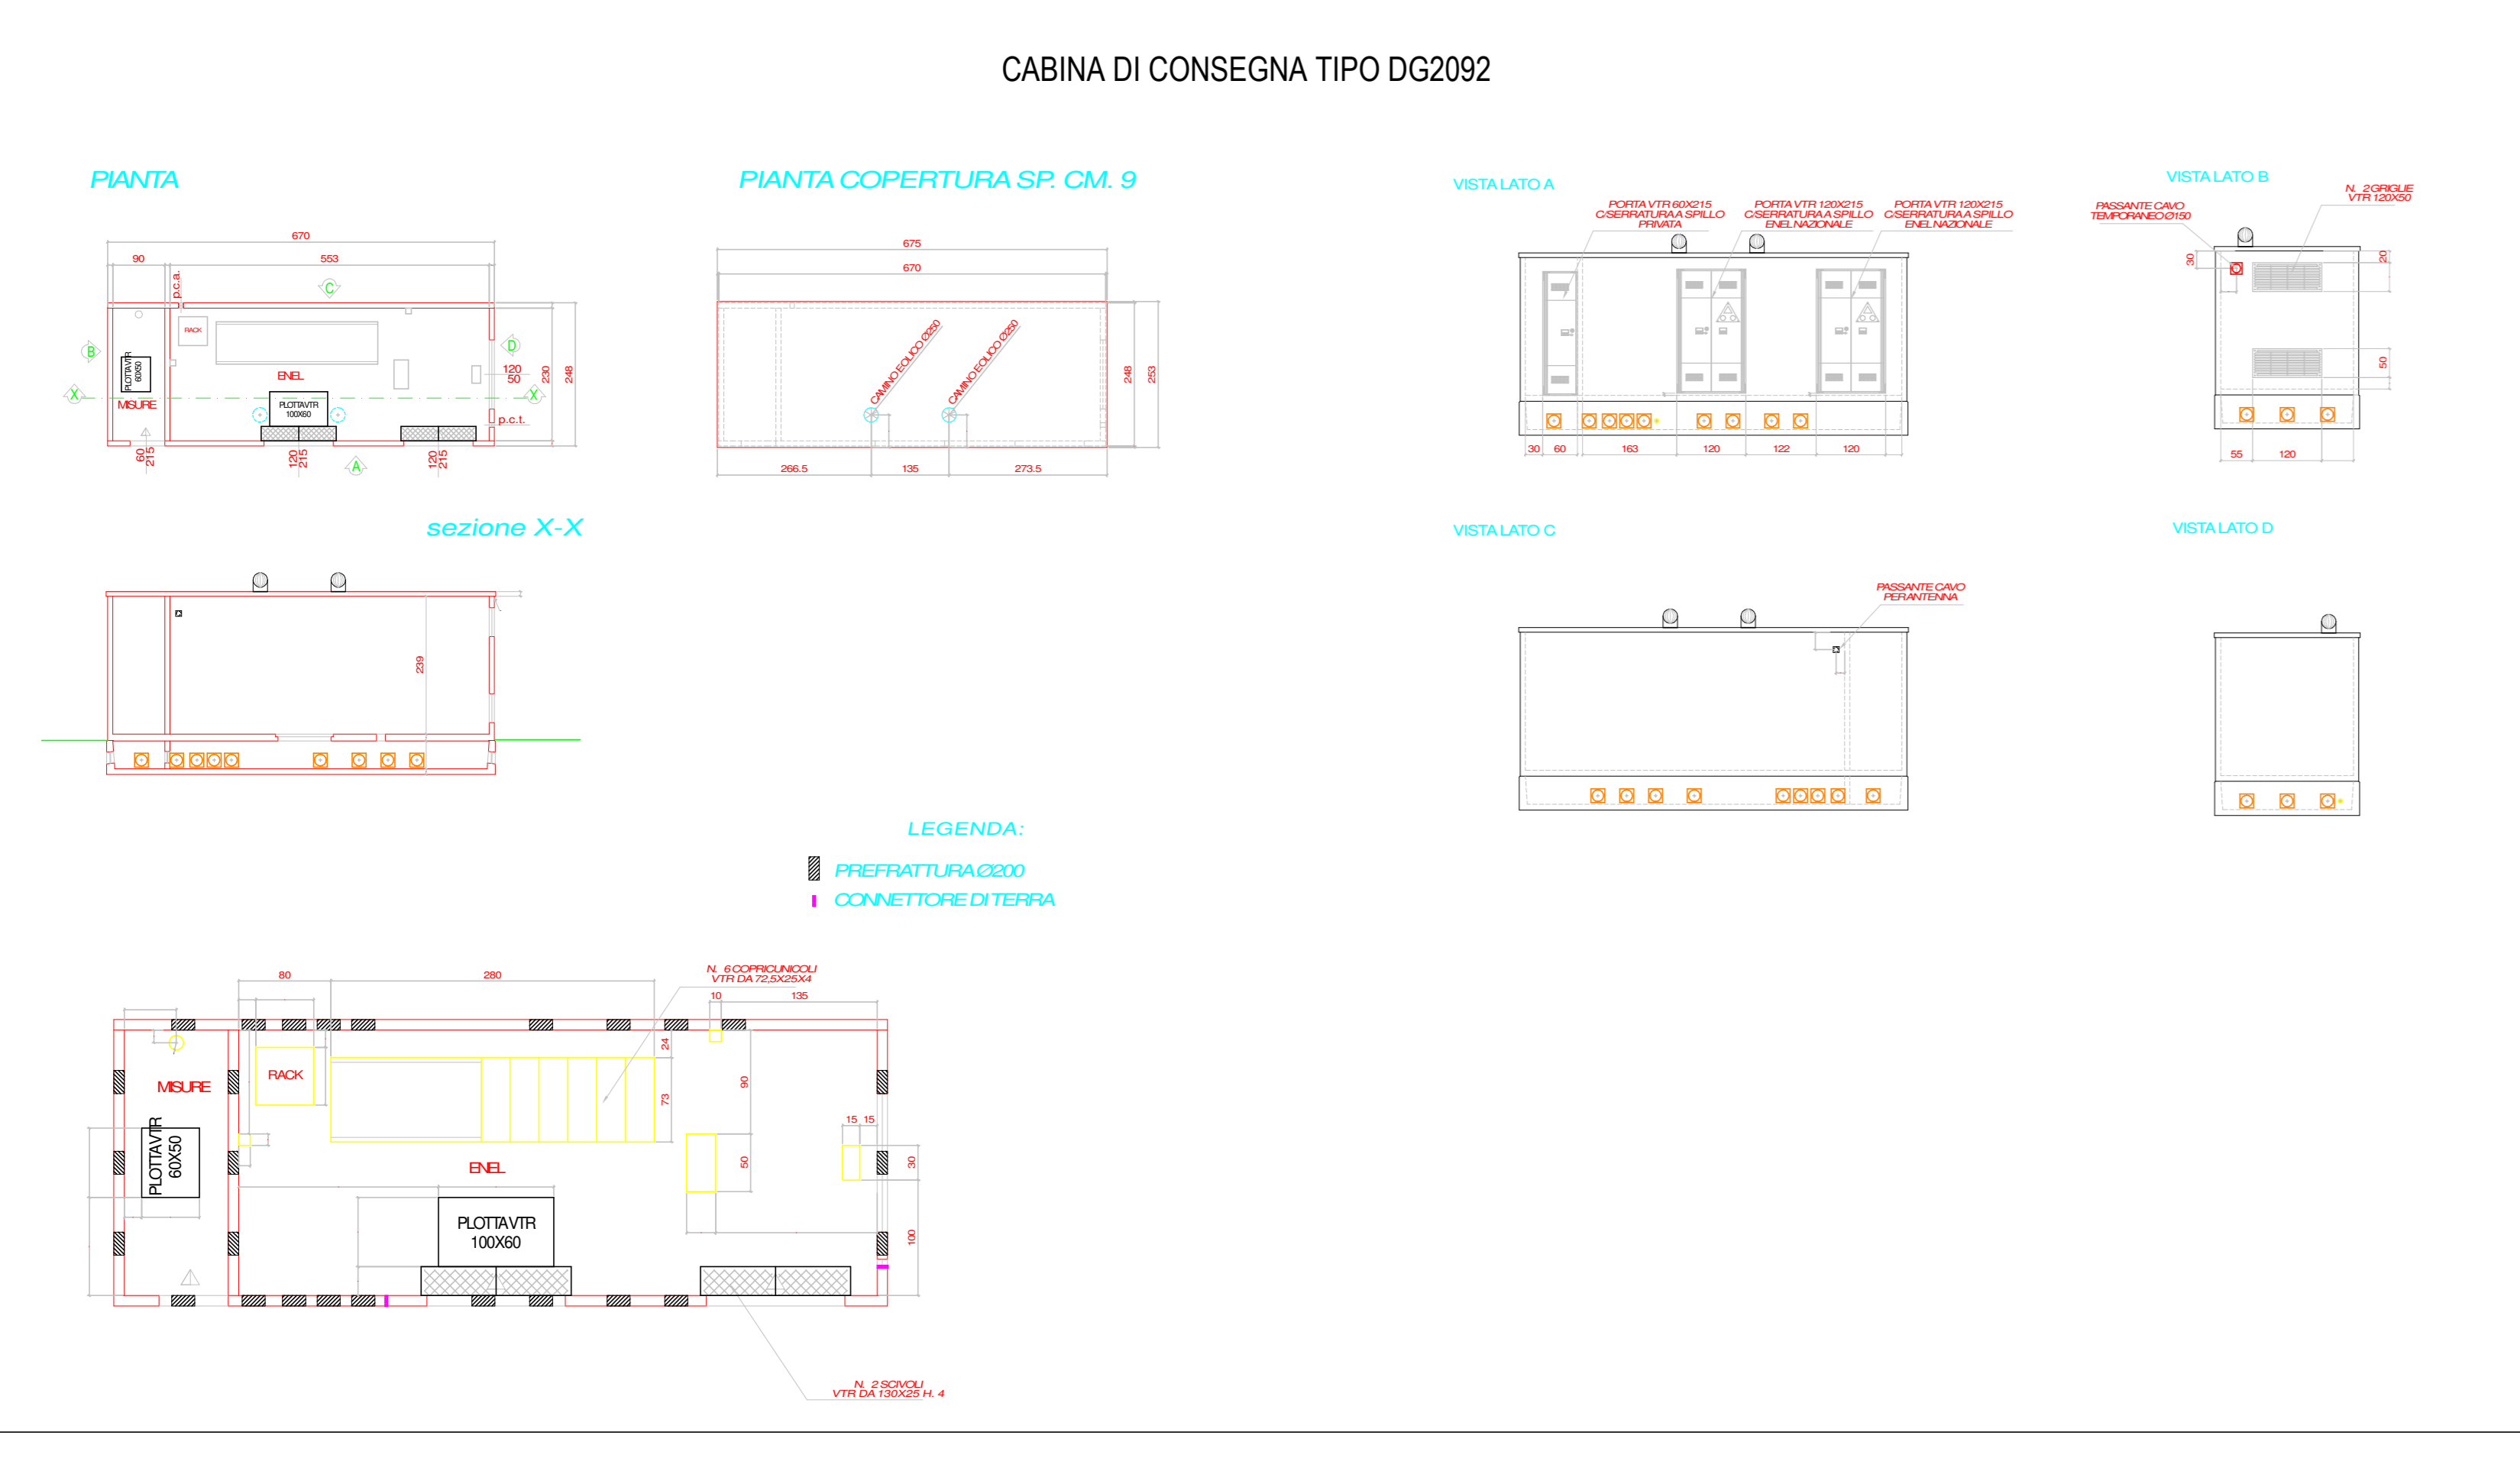 CABINA DI CONSEGNA TIPO DG2092
PIANTA
670
90
553
p.c.a.
C
B
D
RACK
PLOTTA VTR
60X50
ENEL
120
50
230
248
X
X
MISURE
PLOTTA VTR
100X60
p.c.t.
60
215
120
215
A
120
215
PIANTA COPERTURA SP. CM. 9
675
670
CAMINO EOLICO Ø250
CAMINO EOLICO Ø250
248
253
266.5
135
273.5
VISTA LATO A
PORTA VTR 60X215
C/SERRATURA A SPILLO
PRIVATA
PORTA VTR 120X215
C/SERRATURA A SPILLO
ENEL NAZIONALE
PORTA VTR 120X215
C/SERRATURA A SPILLO
ENEL NAZIONALE
30
60
163
120
122
120
VISTA LATO B
N. 2 GRIGLIE
VTR 120X50
PASSANTE CAVO
TEMPORANEO Ø150
30
20
50
55
120
sezione X-X
239
VISTA LATO C
PASSANTE CAVO
PER ANTENNA
VISTA LATO D
LEGENDA:
PREFRATTURA Ø200
CONNETTORE DI TERRA
N. 6 COPRICUNICOLI
VTR DA 72,5X25X4
80
280
10
135
24
73
90
50
15
15
30
100
MISURE
RACK
PLOTTA VTR
60X50
ENEL
PLOTTA VTR
100X60
N. 2 SCIVOLI
VTR DA 130X25 H. 4